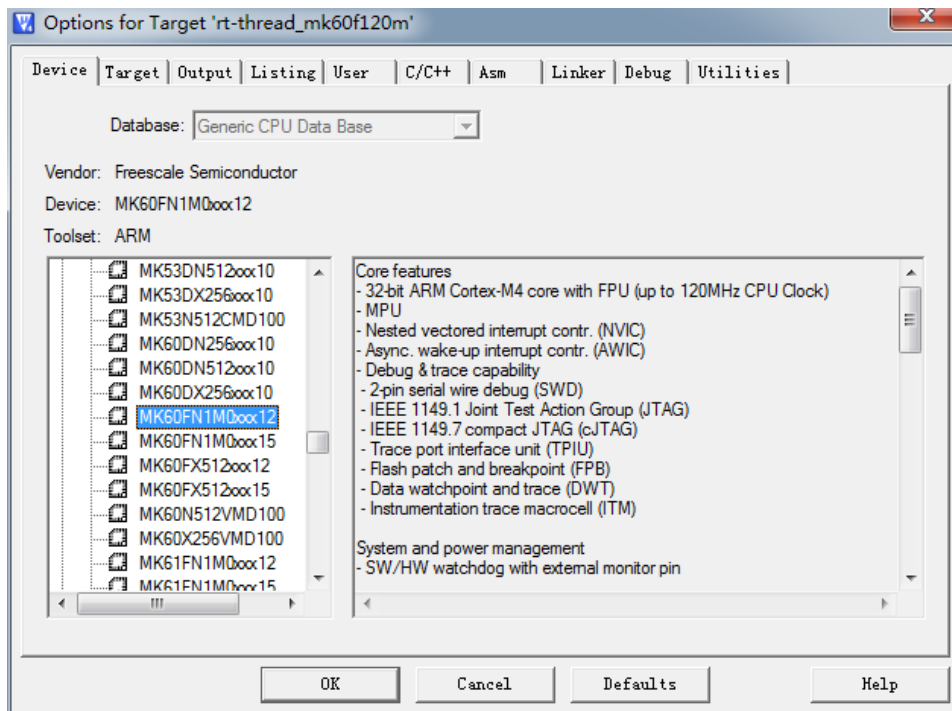 Options for Target 'rt-thread_mk60f120m'
Device Target Output Listing User C/C++ Asm Linker Debug Utilities
Database: Generic CPU Data Base
Vendor: Freescale Semiconductor
Device: MK60FN1M0xxx12
Toolset: ARM
MK53DN512xxx10
MK53DX256xxx10
MK53N512CMD100
MK60DN256xxx10
MK60DN512xxx10
MK60DX256xxx10
MK60FN1M0xxx12
MK60FN1M0xxx15
MK60FX512xxx12
MK60FX512xxx15
MK60N512VMD100
MK60X256VMD100
MK61FN1M0xxx12
MK61FN1M0xxx15
Core features
- 32-bit ARM Cortex-M4 core with FPU (up to 120MHz CPU Clock)
- MPU
- Nested vectored interrupt contr. (NVIC)
- Async. wake-up interrupt contr. (AWIC)
- Debug & trace capability
- 2-pin serial wire debug (SWD)
- IEEE 1149.1 Joint Test Action Group (JTAG)
- IEEE 1149.7 compact JTAG (cJTAG)
- Trace port interface unit (TPIU)
- Flash patch and breakpoint (FPB)
- Data watchpoint and trace (DWT)
- Instrumentation trace macrocell (ITM)
System and power management
- SW/HW watchdog with external monitor pin
OK Cancel Defaults Help